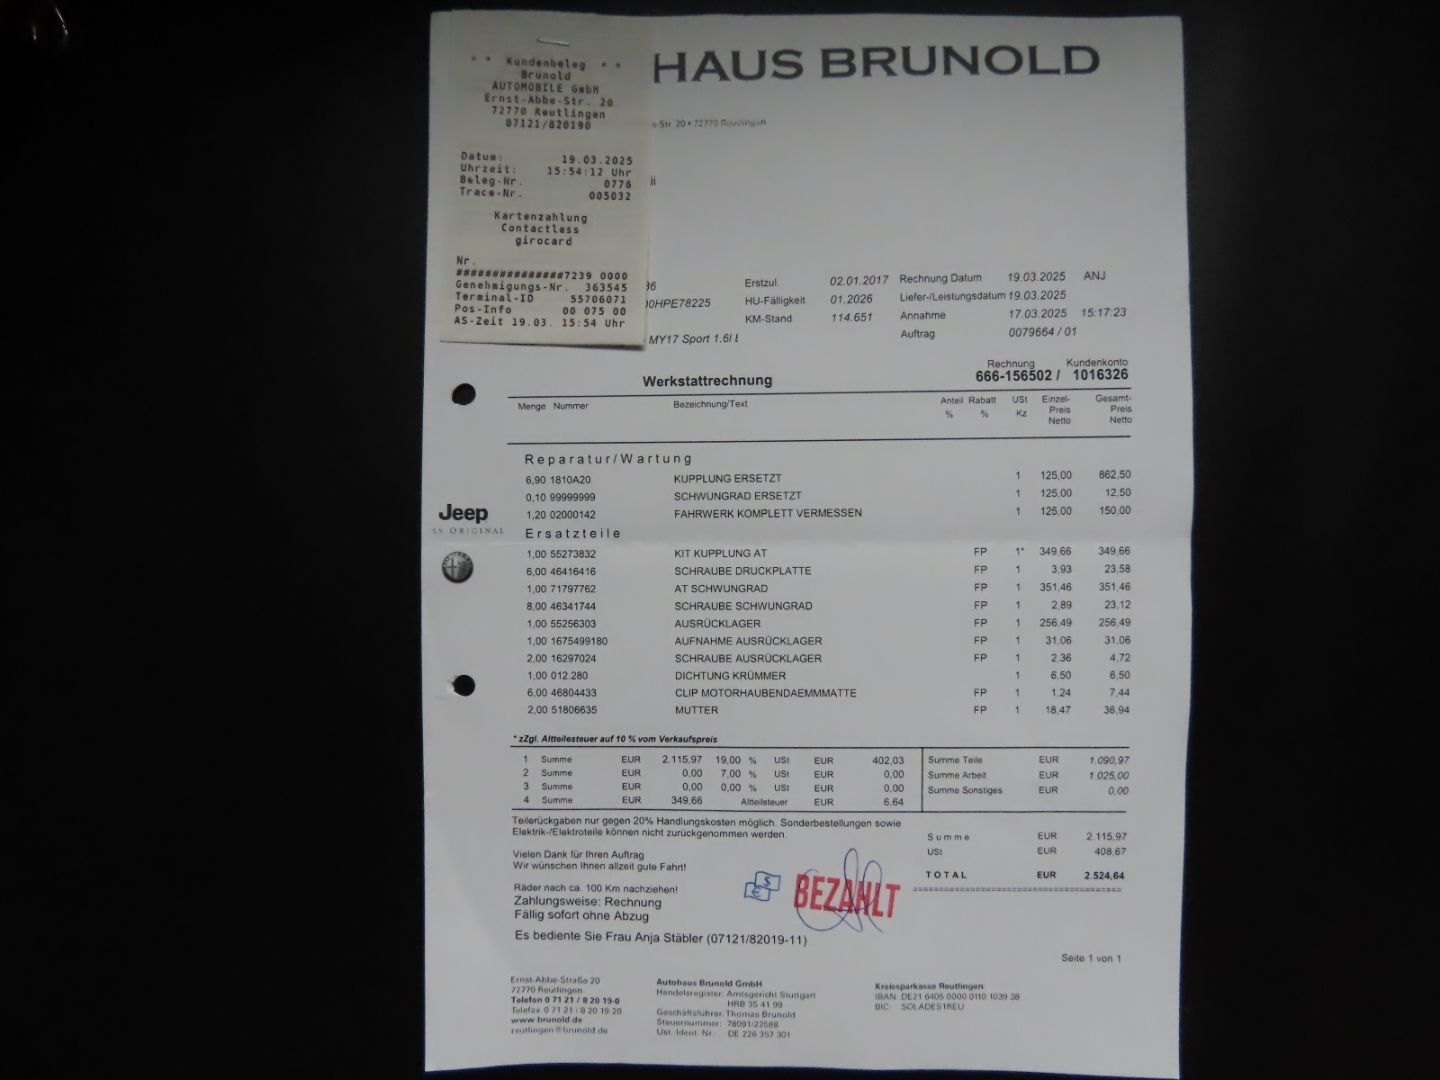 * * Kundenbeleg * *
Brunold
AUTOMOBILE GmbH
Ernst-Abbe-Str. 20
72770 Reutlingen
07121/820190
Datum: 19.03.2025
Uhrzeit: 15:54:12 Uhr
Beleg-Nr. 0776
Trace-Nr. 005032
Kartenzahlung
Contactless
girocard
Nr.
###############7239 0000
Genehmigungs-Nr. 363545
Terminal-ID 55706071
Pos-Info 00 075 00
AS-Zeit 19.03. 15:54 Uhr
HAUS BRUNOLD
-Str. 20 • 72770 Reutlingen
Erstzul. 02.01.2017 Rechnung Datum 19.03.2025 ANJ
00HPE78225 HU-Fälligkeit 01.2026 Liefer-/Leistungsdatum 19.03.2025
KM-Stand 114.651 Annahme 17.03.2025 15:17:23
MY17 Sport 1.6l Auftrag 0079664 / 01
Rechnung Kundenkonto
Werkstattrechnung 666-156502 / 1016326
Menge Nummer Bezeichnung/Text Anteil % Rabatt % USt Kz Einzel-Preis Netto Gesamt-Preis Netto
Reparatur/Wartung
6,90 1810A20 KUPPLUNG ERSETZT 1 125,00 862,50
0,10 99999999 SCHWUNGRAD ERSETZT 1 125,00 12,50
1,20 02000142 FAHRWERK KOMPLETT VERMESSEN 1 125,00 150,00
Jeep
AS ORIGINAL
Ersatzteile
1,00 55273832 KIT KUPPLUNG AT FP 1* 349,66 349,66
6,00 46416416 SCHRAUBE DRUCKPLATTE FP 1 3,93 23,58
1,00 71797762 AT SCHWUNGRAD FP 1 351,46 351,46
8,00 46341744 SCHRAUBE SCHWUNGRAD FP 1 2,89 23,12
1,00 55256303 AUSRÜCKLAGER FP 1 256,49 256,49
1,00 1675499180 AUFNAHME AUSRÜCKLAGER FP 1 31,06 31,06
2,00 16297024 SCHRAUBE AUSRÜCKLAGER FP 1 2,36 4,72
1,00 012.280 DICHTUNG KRÜMMER 1 6,50 6,50
6,00 46804433 CLIP MOTORHAUBENDAEMMMATTE FP 1 1,24 7,44
2,00 51806635 MUTTER FP 1 18,47 36,94
* zZgl. Altteilesteuer auf 10 % vom Verkaufspreis
1 Summe EUR 2.115,97 19,00 % USt EUR 402,03 Summe Teile EUR 1.090,97
2 Summe EUR 0,00 7,00 % USt EUR 0,00 Summe Arbeit EUR 1.025,00
3 Summe EUR 0,00 0,00 % USt EUR 0,00 Summe Sonstiges EUR 0,00
4 Summe EUR 349,66 Altteilsteuer EUR 6,64
Teilerückgaben nur gegen 20% Handlungskosten möglich. Sonderbestellungen sowie
Elektrik-/Elektroteile können nicht zurückgenommen werden.
Summe EUR 2.115,97
USt EUR 408,67
TOTAL EUR 2.524,64
Vielen Dank für Ihren Auftrag
Wir wünschen Ihnen allzeit gute Fahrt!
BEZAHLT
Räder nach ca. 100 Km nachziehen!
Zahlungsweise: Rechnung
Fällig sofort ohne Abzug
Es bediente Sie Frau Anja Stäbler (07121/82019-11)
Seite 1 von 1
Ernst-Abbe-Straße 20
72770 Reutlingen
Telefon 0 71 21 / 8 20 19-0
Telefax 0 71 21 / 8 20 19 20
www.brunold.de
reutlingen@brunold.de
Autohaus Brunold GmbH
Handelsregister: Amtsgericht Stuttgart
HRB 35 41 99
Geschäftsführer: Thomas Brunold
Steuernummer: 78091/22588
Ust. Ident. Nr. DE 226 357 301
Kreissparkasse Reutlingen
IBAN: DE21 6405 0000 0110 1039 38
BIC: SOLADES1REU